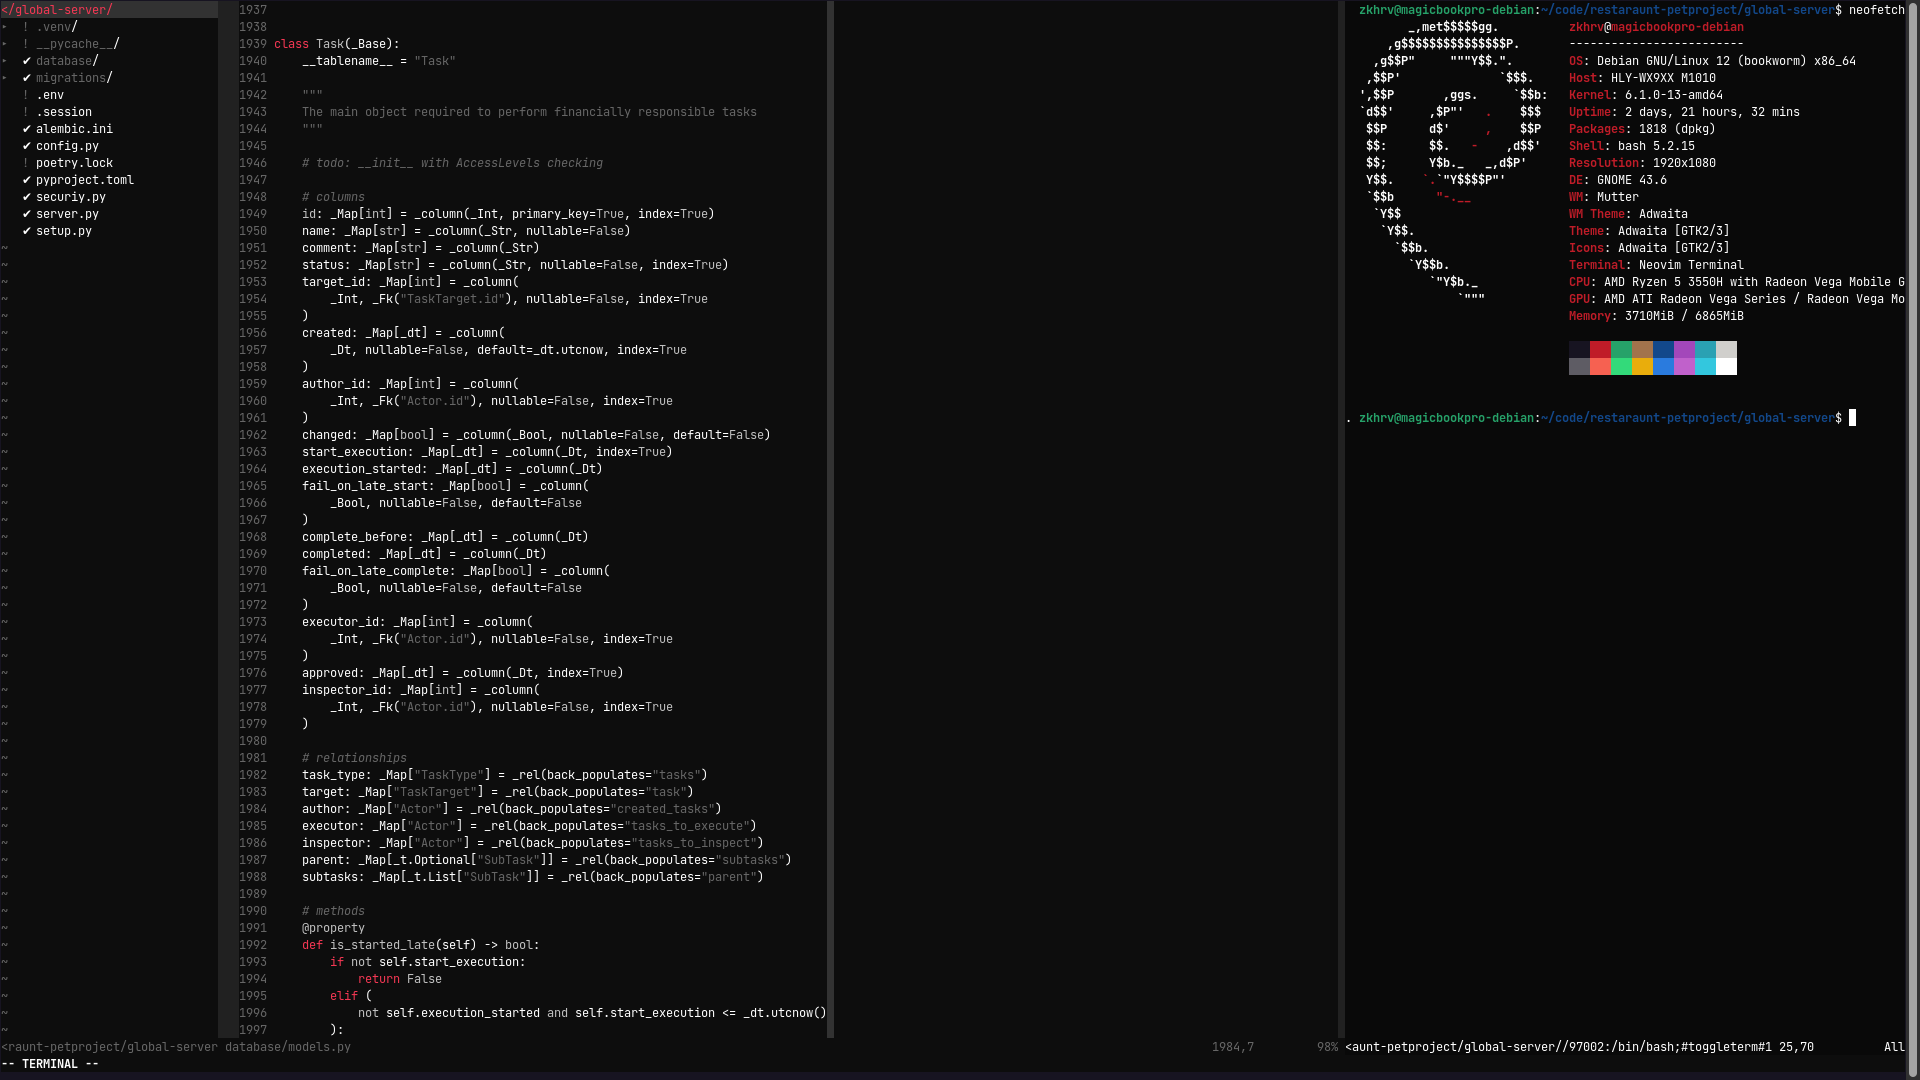 </global-server/
▸ ! .venv/
▸ ! __pycache__/
▸ ✔ database/
▸ ✔ migrations/
! .env
! .session
✔ alembic.ini
✔ config.py
! poetry.lock
✔ pyproject.toml
✔ securiy.py
✔ server.py
✔ setup.py
1937
1938
1939 class Task(_Base):
1940     __tablename__ = "Task"
1941
1942     """
1943     The main object required to perform financially responsible tasks
1944     """
1945
1946     # todo: __init__ with AccessLevels checking
1947
1948     # columns
1949     id: _Map[int] = _column(_Int, primary_key=True, index=True)
1950     name: _Map[str] = _column(_Str, nullable=False)
1951     comment: _Map[str] = _column(_Str)
1952     status: _Map[str] = _column(_Str, nullable=False, index=True)
1953     target_id: _Map[int] = _column(
1954         _Int, _Fk("TaskTarget.id"), nullable=False, index=True
1955     )
1956     created: _Map[_dt] = _column(
1957         _Dt, nullable=False, default=_dt.utcnow, index=True
1958     )
1959     author_id: _Map[int] = _column(
1960         _Int, _Fk("Actor.id"), nullable=False, index=True
1961     )
1962     changed: _Map[bool] = _column(_Bool, nullable=False, default=False)
1963     start_execution: _Map[_dt] = _column(_Dt, index=True)
1964     execution_started: _Map[_dt] = _column(_Dt)
1965     fail_on_late_start: _Map[bool] = _column(
1966         _Bool, nullable=False, default=False
1967     )
1968     complete_before: _Map[_dt] = _column(_Dt)
1969     completed: _Map[_dt] = _column(_Dt)
1970     fail_on_late_complete: _Map[bool] = _column(
1971         _Bool, nullable=False, default=False
1972     )
1973     executor_id: _Map[int] = _column(
1974         _Int, _Fk("Actor.id"), nullable=False, index=True
1975     )
1976     approved: _Map[_dt] = _column(_Dt, index=True)
1977     inspector_id: _Map[int] = _column(
1978         _Int, _Fk("Actor.id"), nullable=False, index=True
1979     )
1980
1981     # relationships
1982     task_type: _Map["TaskType"] = _rel(back_populates="tasks")
1983     target: _Map["TaskTarget"] = _rel(back_populates="task")
1984     author: _Map["Actor"] = _rel(back_populates="created_tasks")
1985     executor: _Map["Actor"] = _rel(back_populates="tasks_to_execute")
1986     inspector: _Map["Actor"] = _rel(back_populates="tasks_to_inspect")
1987     parent: _Map[_t.Optional["SubTask"]] = _rel(back_populates="subtasks")
1988     subtasks: _Map[_t.List["SubTask"]] = _rel(back_populates="parent")
1989
1990     # methods
1991     @property
1992     def is_started_late(self) -> bool:
1993         if not self.start_execution:
1994             return False
1995         elif (
1996             not self.execution_started and self.start_execution <= _dt.utcnow()
1997         ):
zkhrv@magicbookpro-debian:~/code/restaraunt-petproject/global-server$ neofetch
       _,met$$$$$gg.          zkhrv@magicbookpro-debian
    ,g$$$$$$$$$$$$$$$P.       -------------------------
  ,g$$P"     """Y$$.".        OS: Debian GNU/Linux 12 (bookworm) x86_64
 ,$$P'              `$$$.     Host: HLY-WX9XX M1010
',$$P       ,ggs.     `$$b:   Kernel: 6.1.0-13-amd64
`d$$'     ,$P"'   .    $$$    Uptime: 2 days, 21 hours, 32 mins
 $$P      d$'     ,    $$P    Packages: 1818 (dpkg)
 $$:      $$.   -    ,d$$'    Shell: bash 5.2.15
 $$;      Y$b._   _,d$P'      Resolution: 1920x1080
 Y$$.    `.`"Y$$$$P"'         DE: GNOME 43.6
 `$$b      "-.__              WM: Mutter
  `Y$$                        WM Theme: Adwaita
   `Y$$.                      Theme: Adwaita [GTK2/3]
     `$$b.                    Icons: Adwaita [GTK2/3]
       `Y$$b.                 Terminal: Neovim Terminal
          `"Y$b._             CPU: AMD Ryzen 5 3550H with Radeon Vega Mobile G
              `"""            GPU: AMD ATI Radeon Vega Series / Radeon Vega Mo
                              Memory: 3710MiB / 6865MiB
. zkhrv@magicbookpro-debian:~/code/restaraunt-petproject/global-server$
<raunt-petproject/global-server database/models.py 1984,7 98% <aunt-petproject/global-server//97002:/bin/bash;#toggleterm#1 25,70 All
-- TERMINAL --